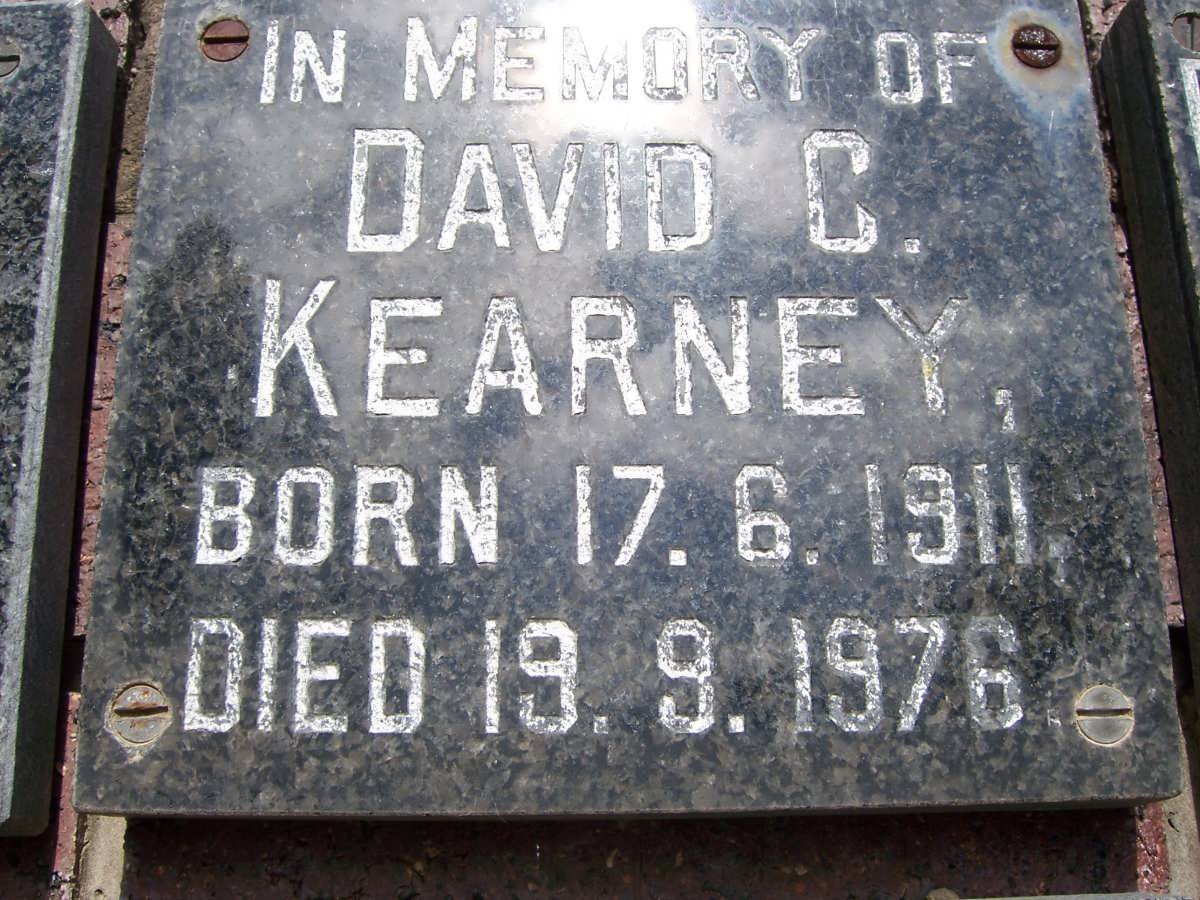 IN MEMORY OF
DAVID C.
KEARNEY,
BORN 17. 6. 1911.
DIED 19. 9. 1976.